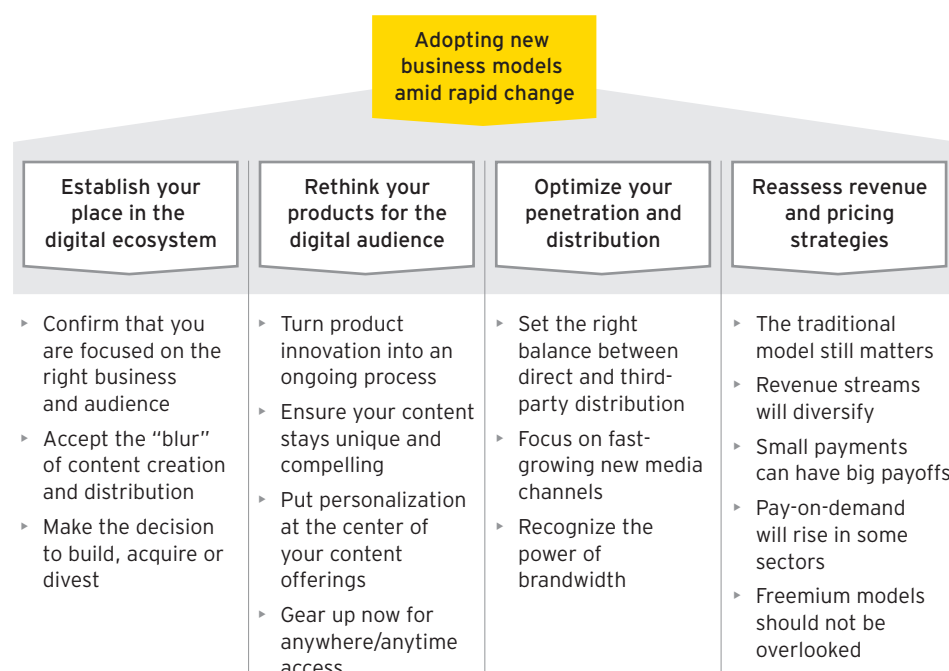 Adopting new
business models
amid rapid change
Establish your
place in the
digital ecosystem
▸ Confirm that you
are focused on the
right business
and audience
▸ Accept the “blur”
of content creation
and distribution
▸ Make the decision
to build, acquire or
divest
Rethink your
products for the
digital audience
▸ Turn product
innovation into an
ongoing process
▸ Ensure your content
stays unique and
compelling
▸ Put personalization
at the center of
your content
offerings
▸ Gear up now for
anywhere/anytime
access
Optimize your
penetration and
distribution
▸ Set the right
balance between
direct and third-
party distribution
▸ Focus on fast-
growing new media
channels
▸ Recognize the
power of
brandwidth
Reassess revenue
and pricing
strategies
▸ The traditional
model still matters
▸ Revenue streams
will diversify
▸ Small payments
can have big payoffs
▸ Pay-on-demand
will rise in some
sectors
▸ Freemium models
should not be
overlooked